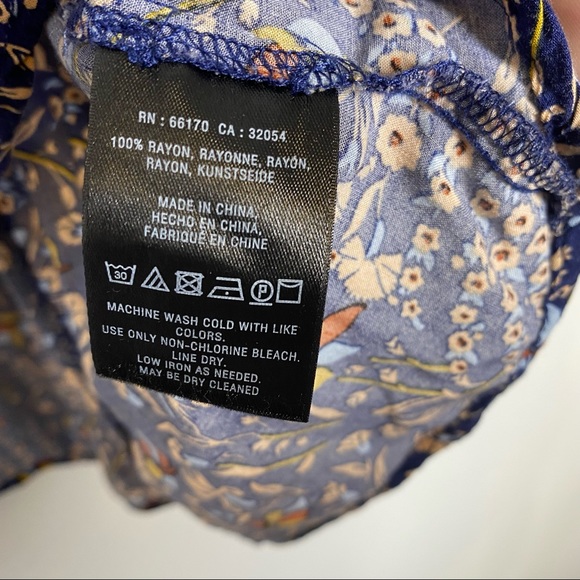 RN : 66170 CA : 32054
100% RAYON, RAYONNE, RAYÓN,
RAYON, KUNSTSEIDE
MADE IN CHINA,
HECHO EN CHINA,
FABRIQUÉ EN CHINE
30 P
MACHINE WASH COLD WITH LIKE
COLORS.
USE ONLY NON-CHLORINE BLEACH.
LINE DRY.
LOW IRON AS NEEDED.
MAY BE DRY CLEANED